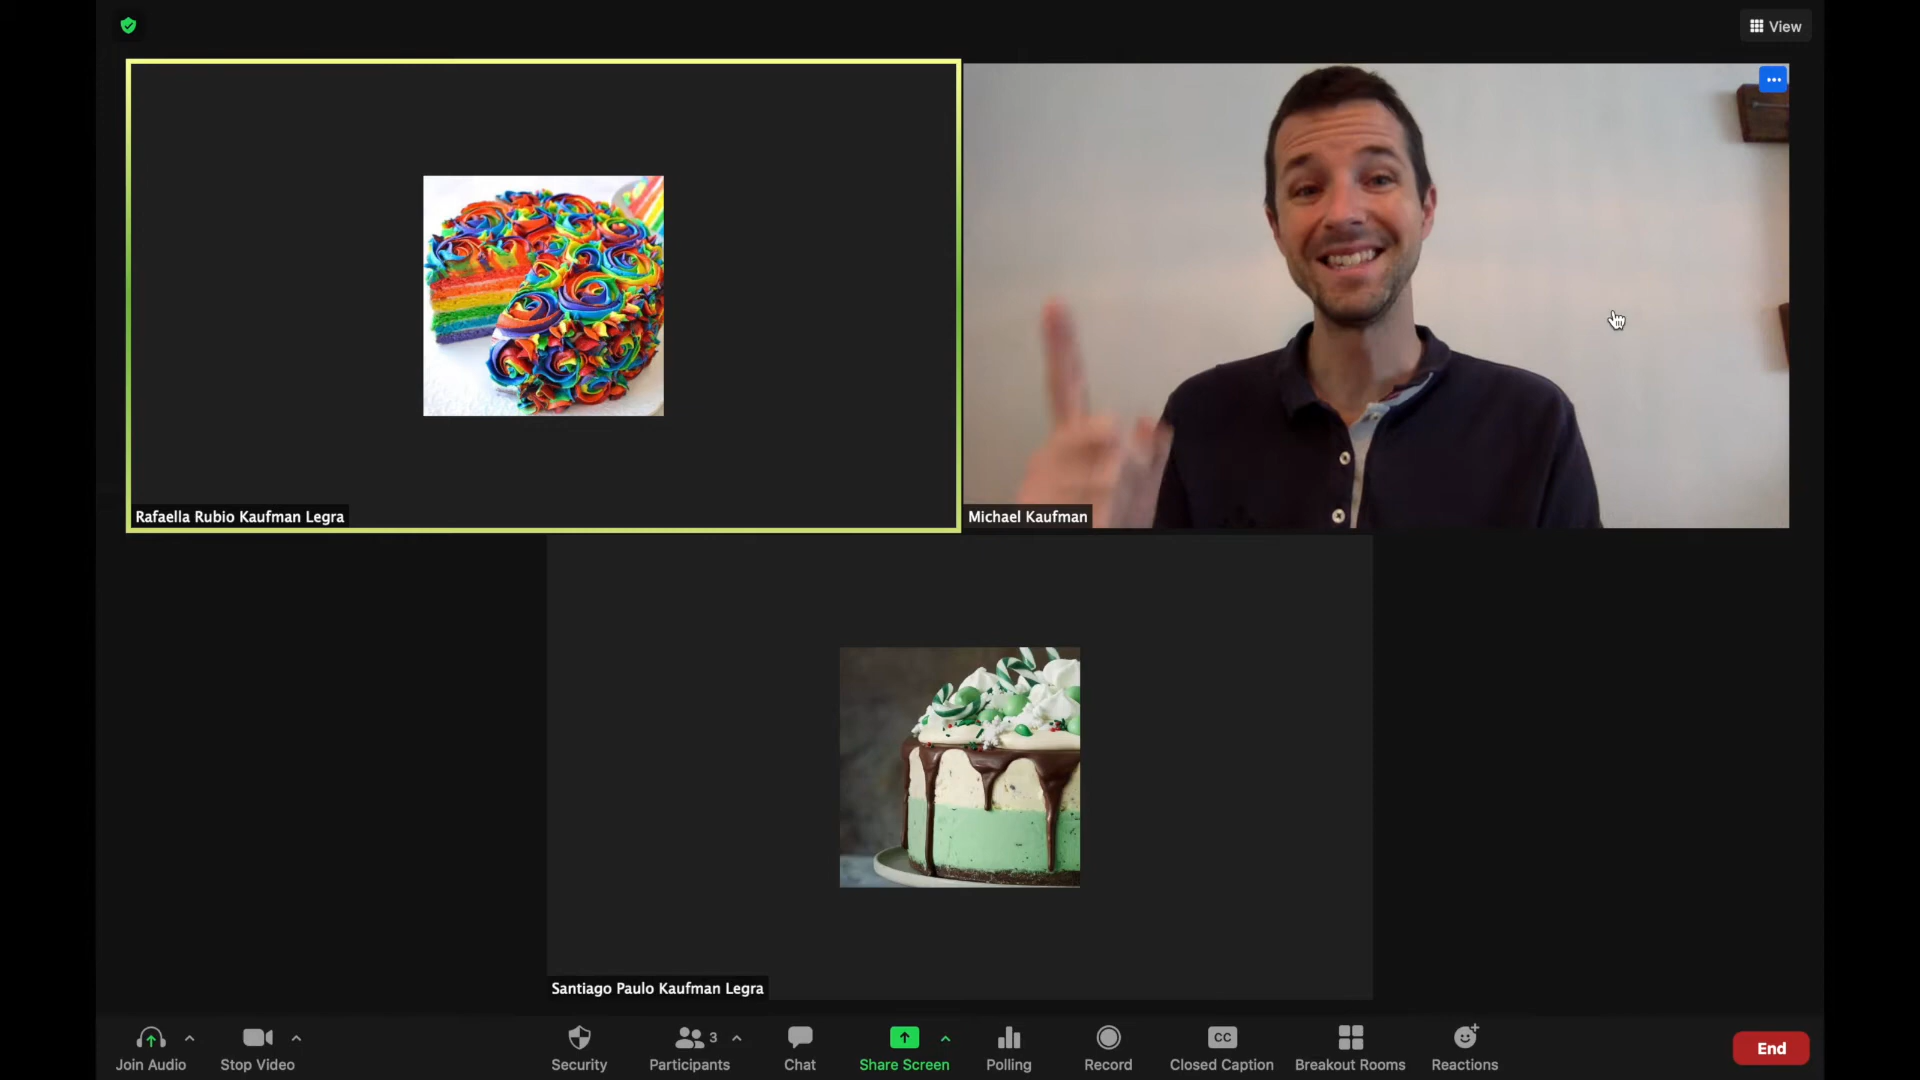 View
Rafaella Rubio Kaufman Legra
Michael Kaufman
Santiago Paulo Kaufman Legra
Join Audio
Stop Video
Security
3
Participants
Chat
Share Screen
Polling
Record
CC
Closed Caption
Breakout Rooms
Reactions
End